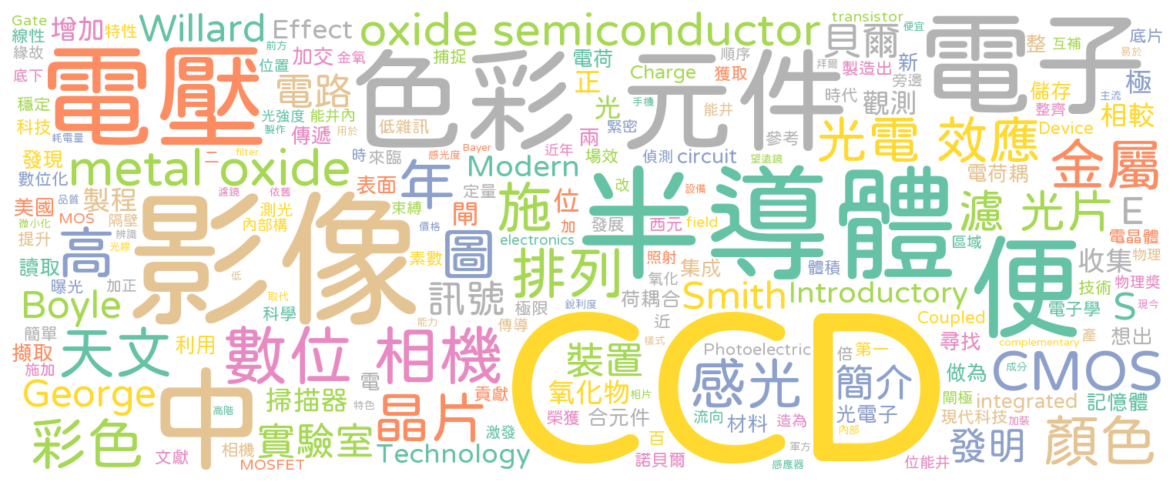 Gate 增加 特性 Willard Effect oxide semiconductor transistor 便宜
線性 緣故 前方 加交 金氧 捕捉 電荷 順序 貝爾 電子 整 互補 底片
電壓 色彩 元件 位置 正 Charge 獲取 拜爾 製造出 新 易於
底下 電路 光 手機 能井 時代 旁邊 觀測 儲存 極
穩定 光強度 能井內 低雜訊 兩 緊密 參考 整齊 主流 相較
科技 耗電量 製作 傳遞 用於 近年 場效 偵測 circuit 望遠鏡 光電 效應 Device 金屬
發現 二 filter 時 來臨 感光度 Bayer Modern 電荷耦
metal oxide 數位化 品質 濾鏡 依舊 表面 年 定量 施 位 改 設備 半導體 濾 光片 E
美國 製程 MOS 隔壁 測光 束縛 閘 加 發展 西元 field 電晶體
微小化 提升 辨識 光線 內部構 價格 素數 圖 electronics 照射 氧化 體積 區域 物理
讀取 高 影像 排列 集成 便 收集 技術 物理獎
曝光 加正 低 取代 訊號 極限 銳利度 荷耦合 Smith Introductory S 電子學 現今
Boyle 科學 能力 傳導 樣式 近 Coupled 產 想出
簡單 天文 利用 數位 相機 CCD 裝置 Photoelectric 倍 第一 尋找 complementary
擷取 施加 成分 電 貢獻 氧化物 相片 感光 簡介 做為 CMOS
George 中 高階 特色 掃描器 晶片 合元件 流向 材料 造為 閘極 光電子 integrated 記憶體
彩色 相機 實驗室 激發 榮獲 百 軍方 內部 現代科技 加裝 發明 顏色
文獻 MOSFET Technology 諾貝爾 感應器 位能井